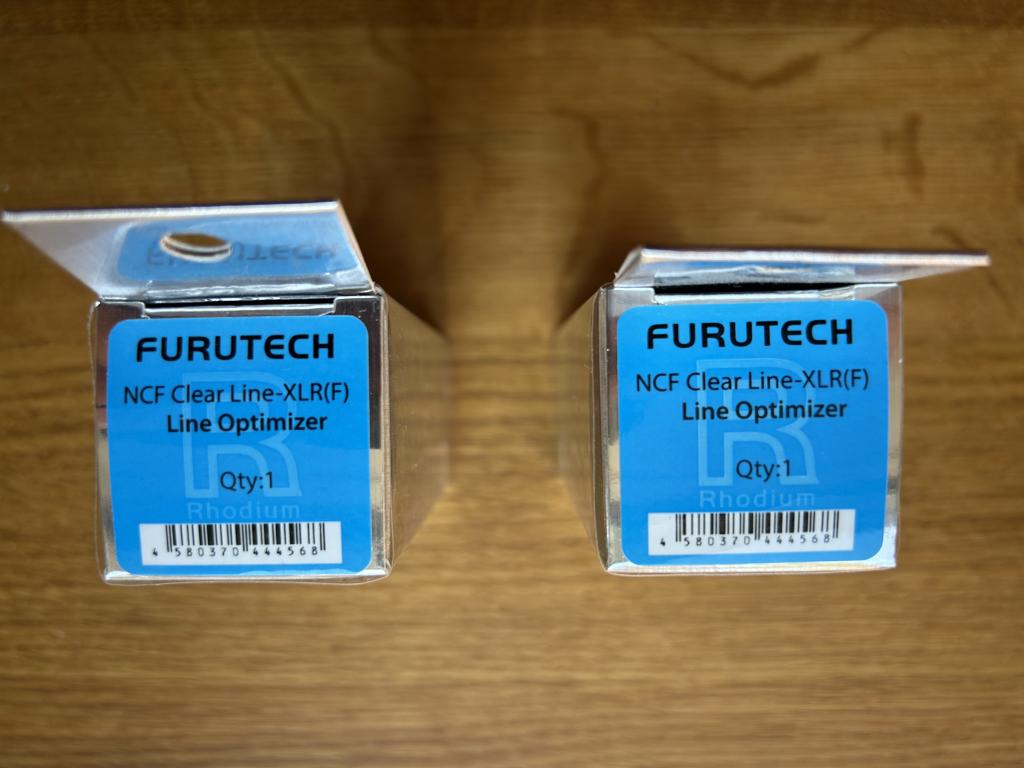 FURUTECH
FURUTECH
NCF Clear Line-XLR(F)
Line Optimizer
Qty:1
R
Rhodium
4 580370 444568
FURUTECH
NCF Clear Line-XLR(F)
Line Optimizer
Qty:1
R
Rhodium
4 580370 444568